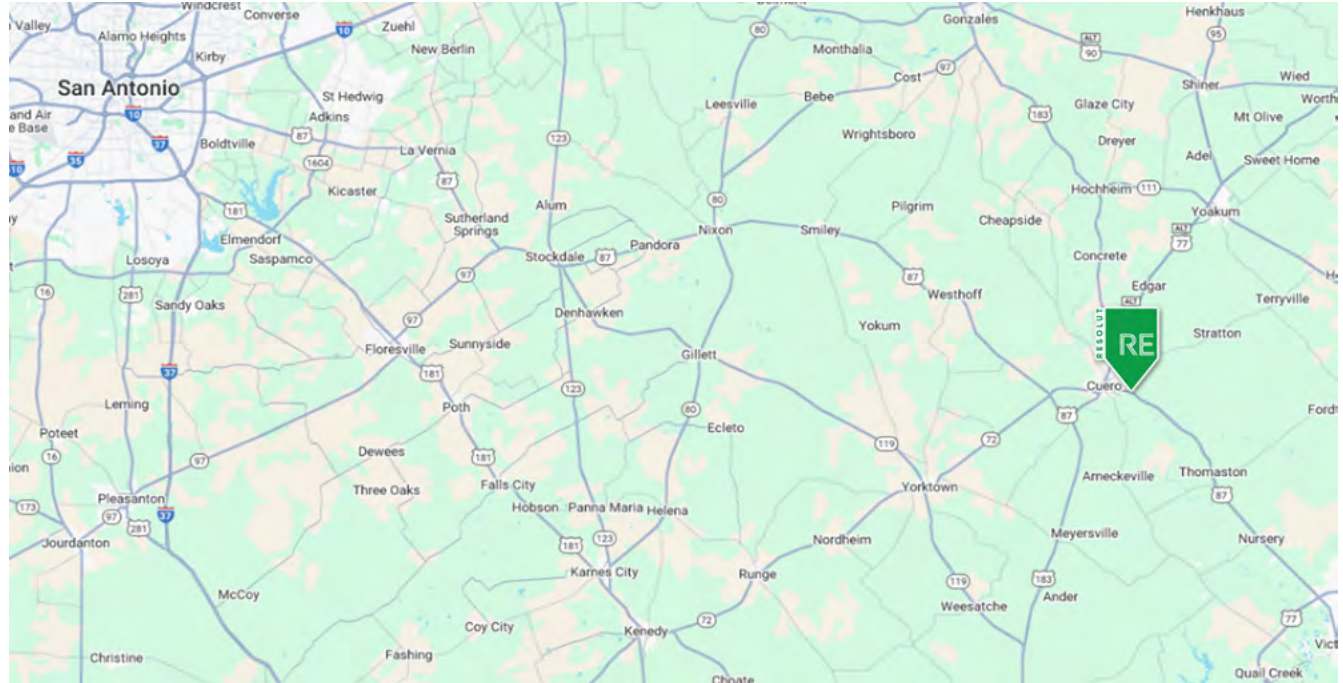 Windcrest
Converse
Valley
Alamo Heights
Kirby
10
Zuehl
New Berlin
San Antonio
St Hedwig
Adkins
and Air
e Base
10
37
87
Boldtville
35
10
1604
La Vernia
Kicaster
87
181
Elmendorf
Saspamco
Losoya
Sutherland
Springs
16
281
Sandy Oaks
97
97
Floresville
Sunnyside
181
Poth
37
Leming
Poteet
16
Dewees
97
Three Oaks
181
Falls City
Pleasanton
173
97
281
37
Jourdanton
McCoy
Christine
Coy City
Fashing
Hobson
Panna Maria
Helena
181
123
Karnes City
Kenedy
72
Choate
Runge
Nordheim
80
Monthalia
97
Cost
Bebe
Leesville
Wrightsboro
123
Alum
80
Stockdale
87
Pandora
Nixon
Smiley
Pilgrim
Denhawken
Gillett
123
80
Ecleto
87
Westhoff
Yokum
119
72
Yorktown
119
Weesatche
Gonzales
ALT
90
183
Henkhaus
95
Shiner
Wied
Glaze City
Mt Olive
Dreyer
Adel
Sweet Home
Hochheim
111
Cheapside
Yoakum
ALT
77
Concrete
Edgar
Terryville
ALT
RESOLUT
RE
Stratton
Cuero
87
Arneckeville
Thomaston
87
Meyersville
Nursery
183
Ander
77
Quail Creek